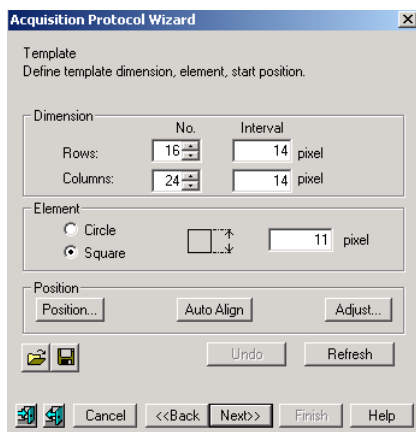 Acquisition Protocol Wizard
Template
Define template dimension, element, start position.
Dimension
No. Interval
Rows: 16 14 pixel
Columns: 24 14 pixel
Element
Circle
Square
11 pixel
Position
Position... Auto Align Adjust...
Undo Refresh
Cancel <<Back Next>> Finish Help